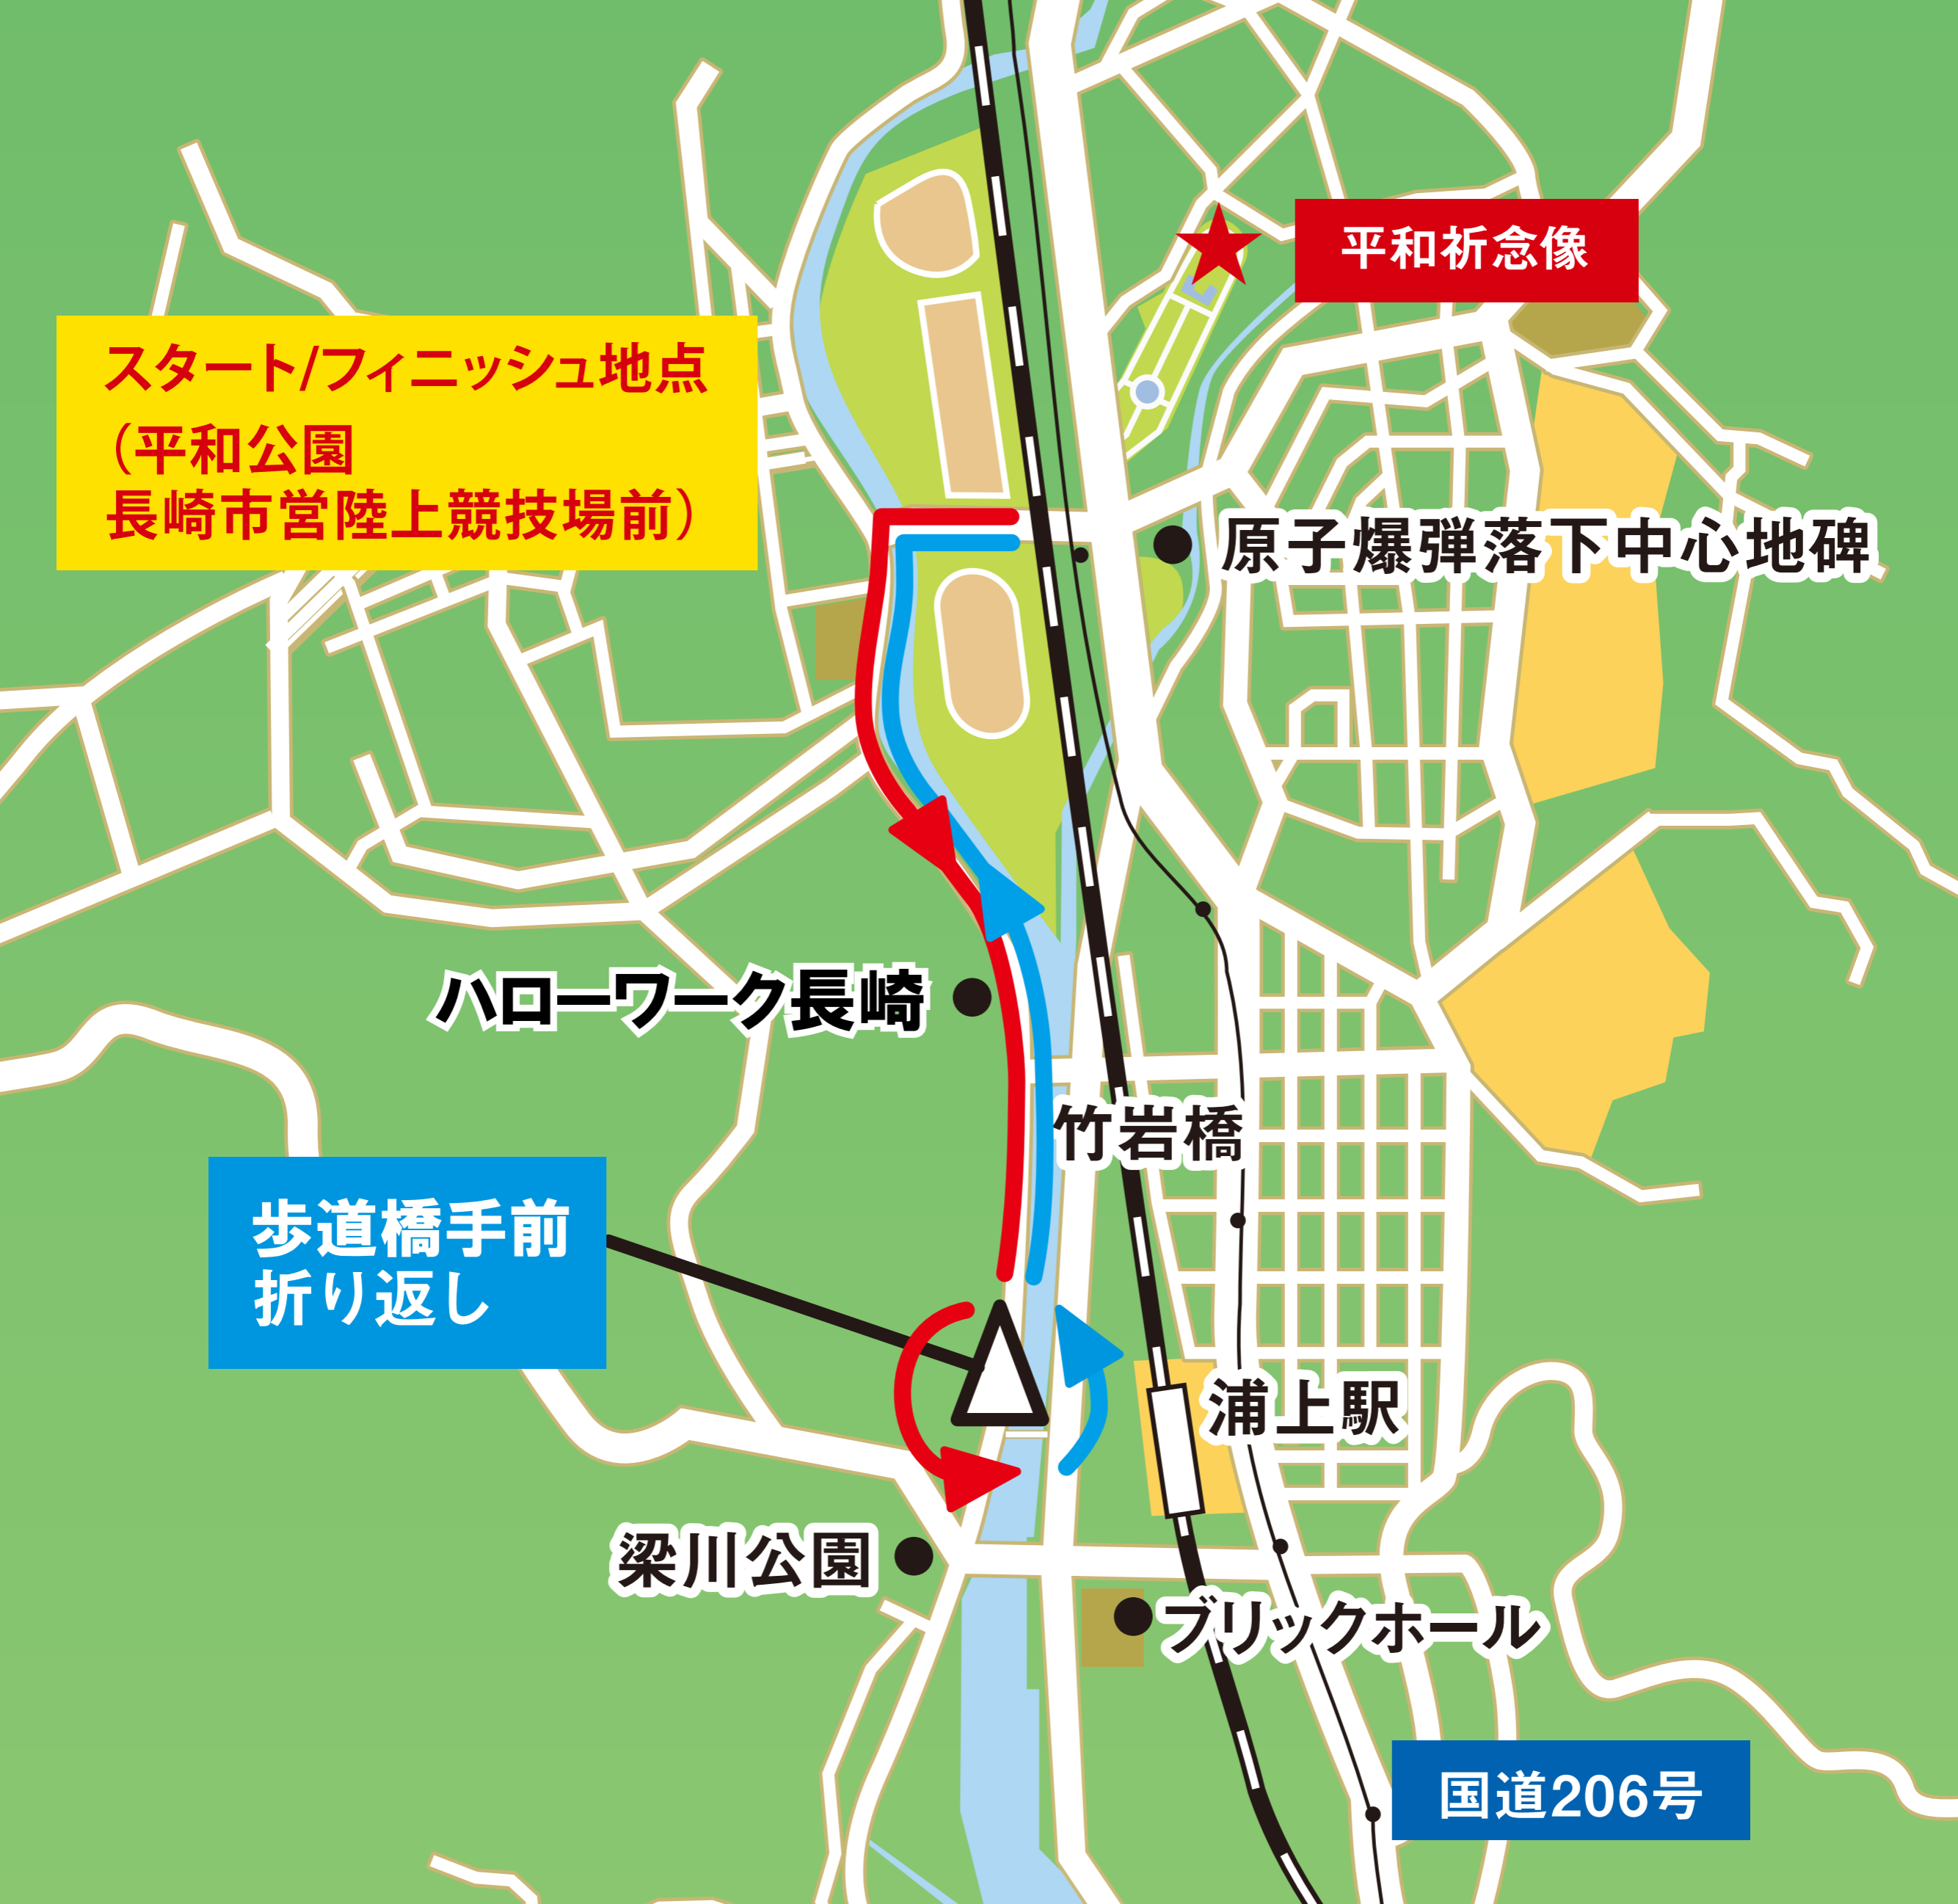 平和祈念像
スタート/フィニッシュ地点
（平和公園
長崎市営陸上競技場前）
原子爆弾落下中心地碑
ハローワーク長崎
竹岩橋
歩道橋手前
折り返し
浦上駅
梁川公園
ブリックホール
国道206号